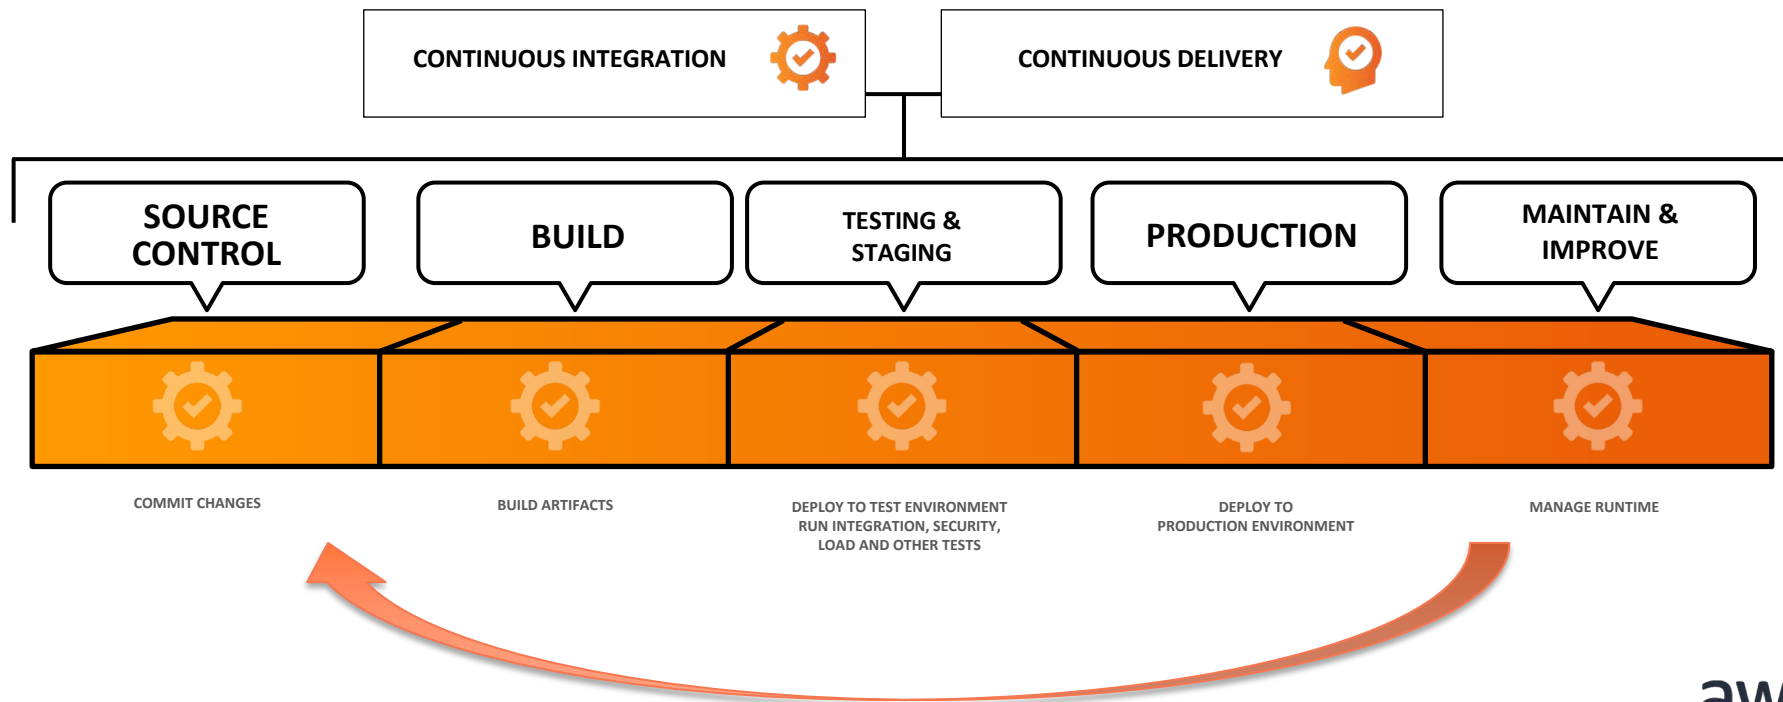 CONTINUOUS INTEGRATION
CONTINUOUS DELIVERY
SOURCE
CONTROL
BUILD
TESTING &
STAGING
PRODUCTION
MAINTAIN &
IMPROVE
COMMIT CHANGES
BUILD ARTIFACTS
DEPLOY TO TEST ENVIRONMENT
RUN INTEGRATION, SECURITY,
LOAD AND OTHER TESTS
DEPLOY TO
PRODUCTION ENVIRONMENT
MANAGE RUNTIME